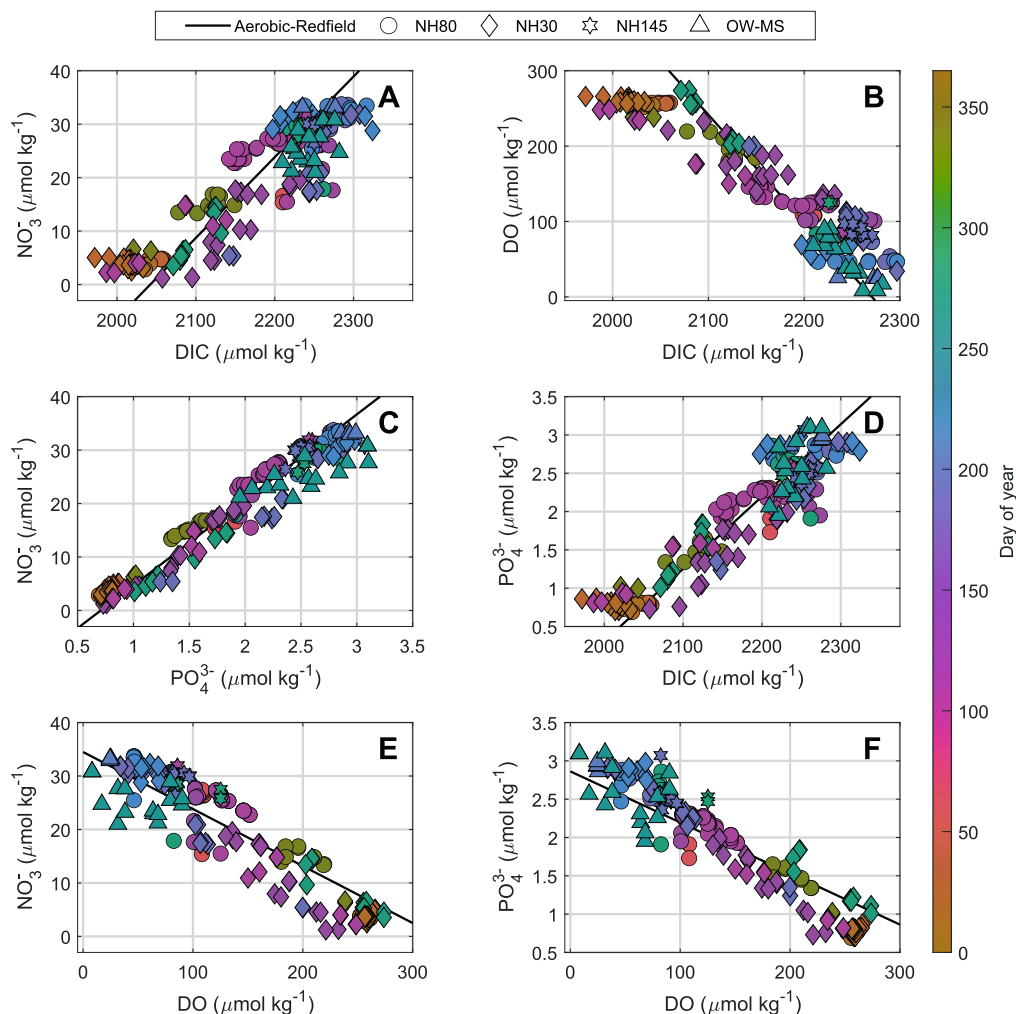 Aerobic-Redfield NH80 NH30 NH145 OW-MS
A
NO₃⁻ (μmol kg⁻¹)
40
30
20
10
0
2000 2100 2200 2300
DIC (μmol kg⁻¹)
B
DO (μmol kg⁻¹)
300
200
100
0
2000 2100 2200 2300
DIC (μmol kg⁻¹)
C
NO₃⁻ (μmol kg⁻¹)
40
30
20
10
0
0.5 1 1.5 2 2.5 3 3.5
PO₄³⁻ (μmol kg⁻¹)
D
PO₄³⁻ (μmol kg⁻¹)
3.5
3
2.5
2
1.5
1
0.5
2000 2100 2200 2300
DIC (μmol kg⁻¹)
E
NO₃⁻ (μmol kg⁻¹)
40
30
20
10
0
0 100 200 300
DO (μmol kg⁻¹)
F
PO₄³⁻ (μmol kg⁻¹)
3.5
3
2.5
2
1.5
1
0.5
0 100 200 300
DO (μmol kg⁻¹)
350
300
250
200
150
100
50
0
Day of year